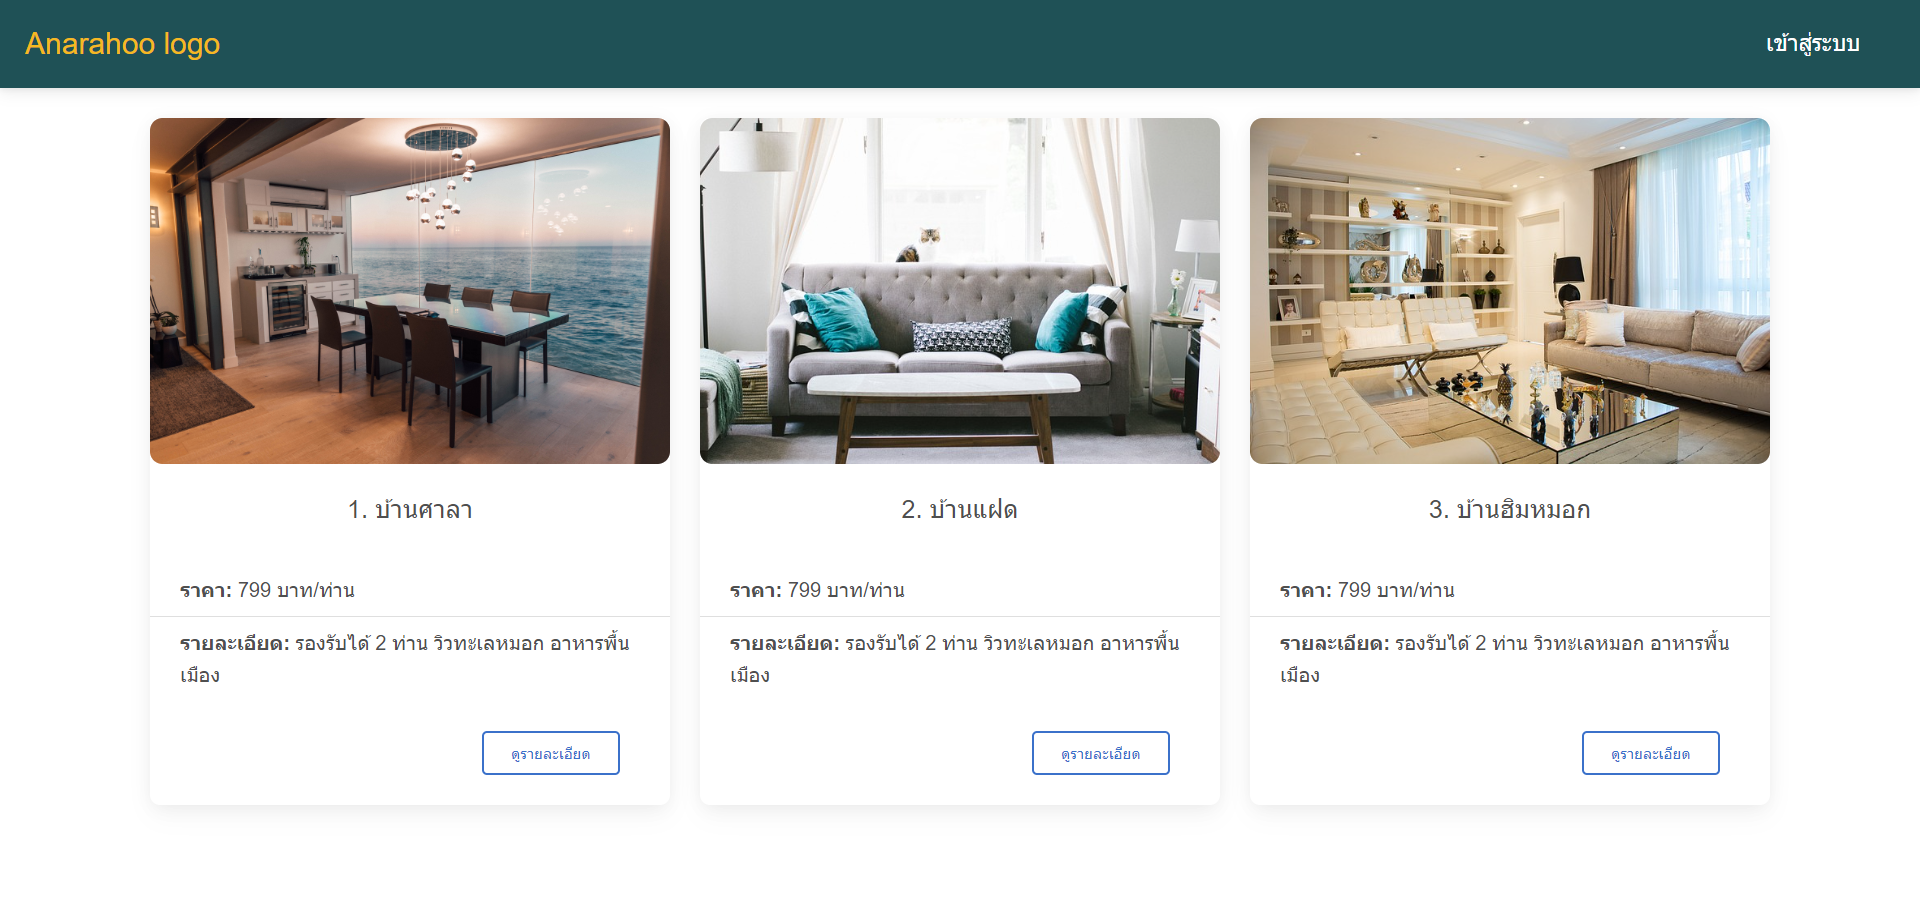 Anarahoo logo
เข้าสู่ระบบ
1. บ้านศาลา
ราคา: 799 บาท/ท่าน
รายละเอียด: รองรับได้ 2 ท่าน วิวทะเลหมอก อาหารพื้น
เมือง
ดูรายละเอียด
2. บ้านแฝด
ราคา: 799 บาท/ท่าน
รายละเอียด: รองรับได้ 2 ท่าน วิวทะเลหมอก อาหารพื้น
เมือง
ดูรายละเอียด
3. บ้านฮิมหมอก
ราคา: 799 บาท/ท่าน
รายละเอียด: รองรับได้ 2 ท่าน วิวทะเลหมอก อาหารพื้น
เมือง
ดูรายละเอียด